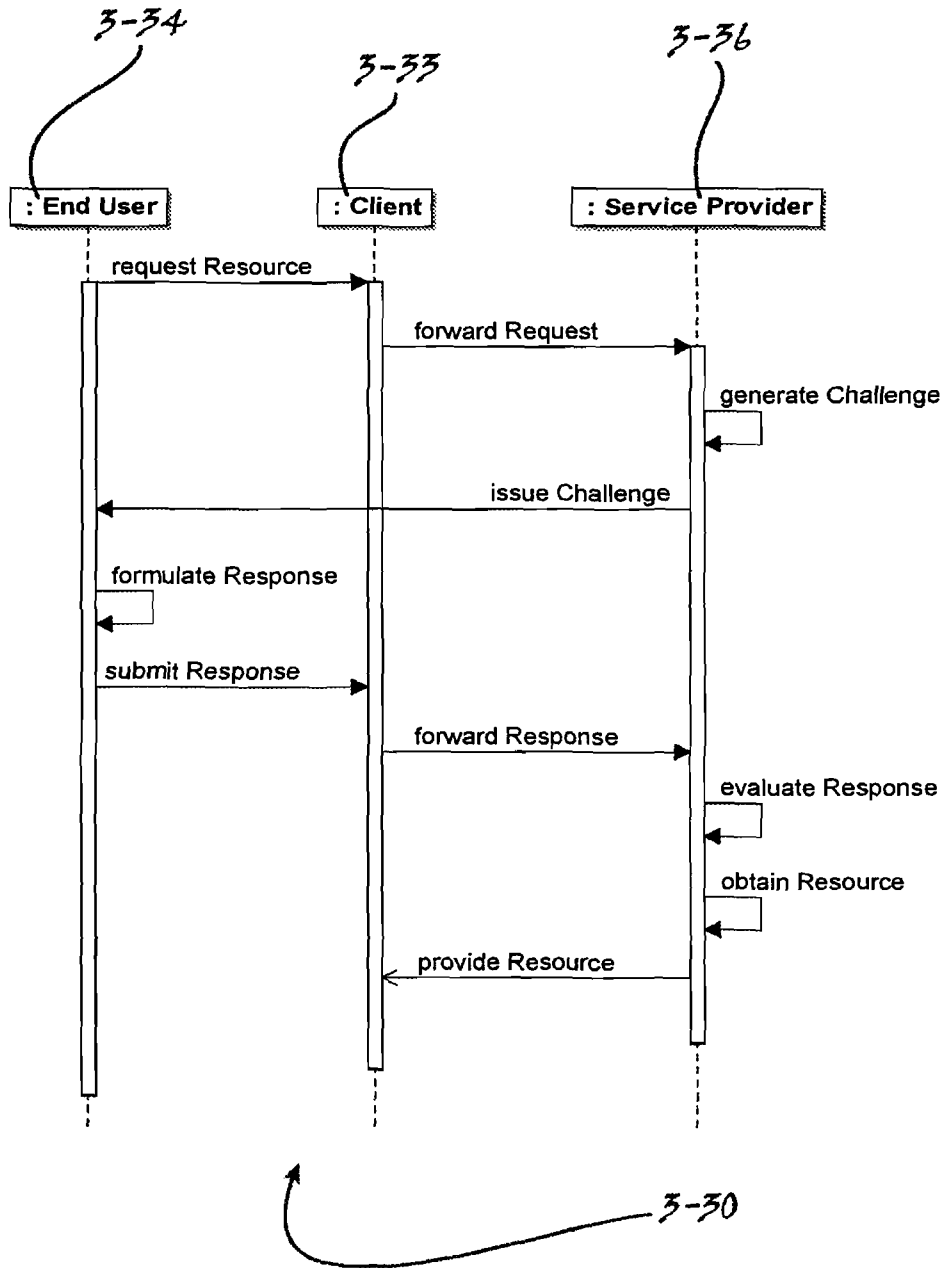 3-34
3-33
3-36
: End User
: Client
: Service Provider
request Resource
forward Request
generate Challenge
issue Challenge
formulate Response
submit Response
forward Response
evaluate Response
obtain Resource
provide Resource
3-30